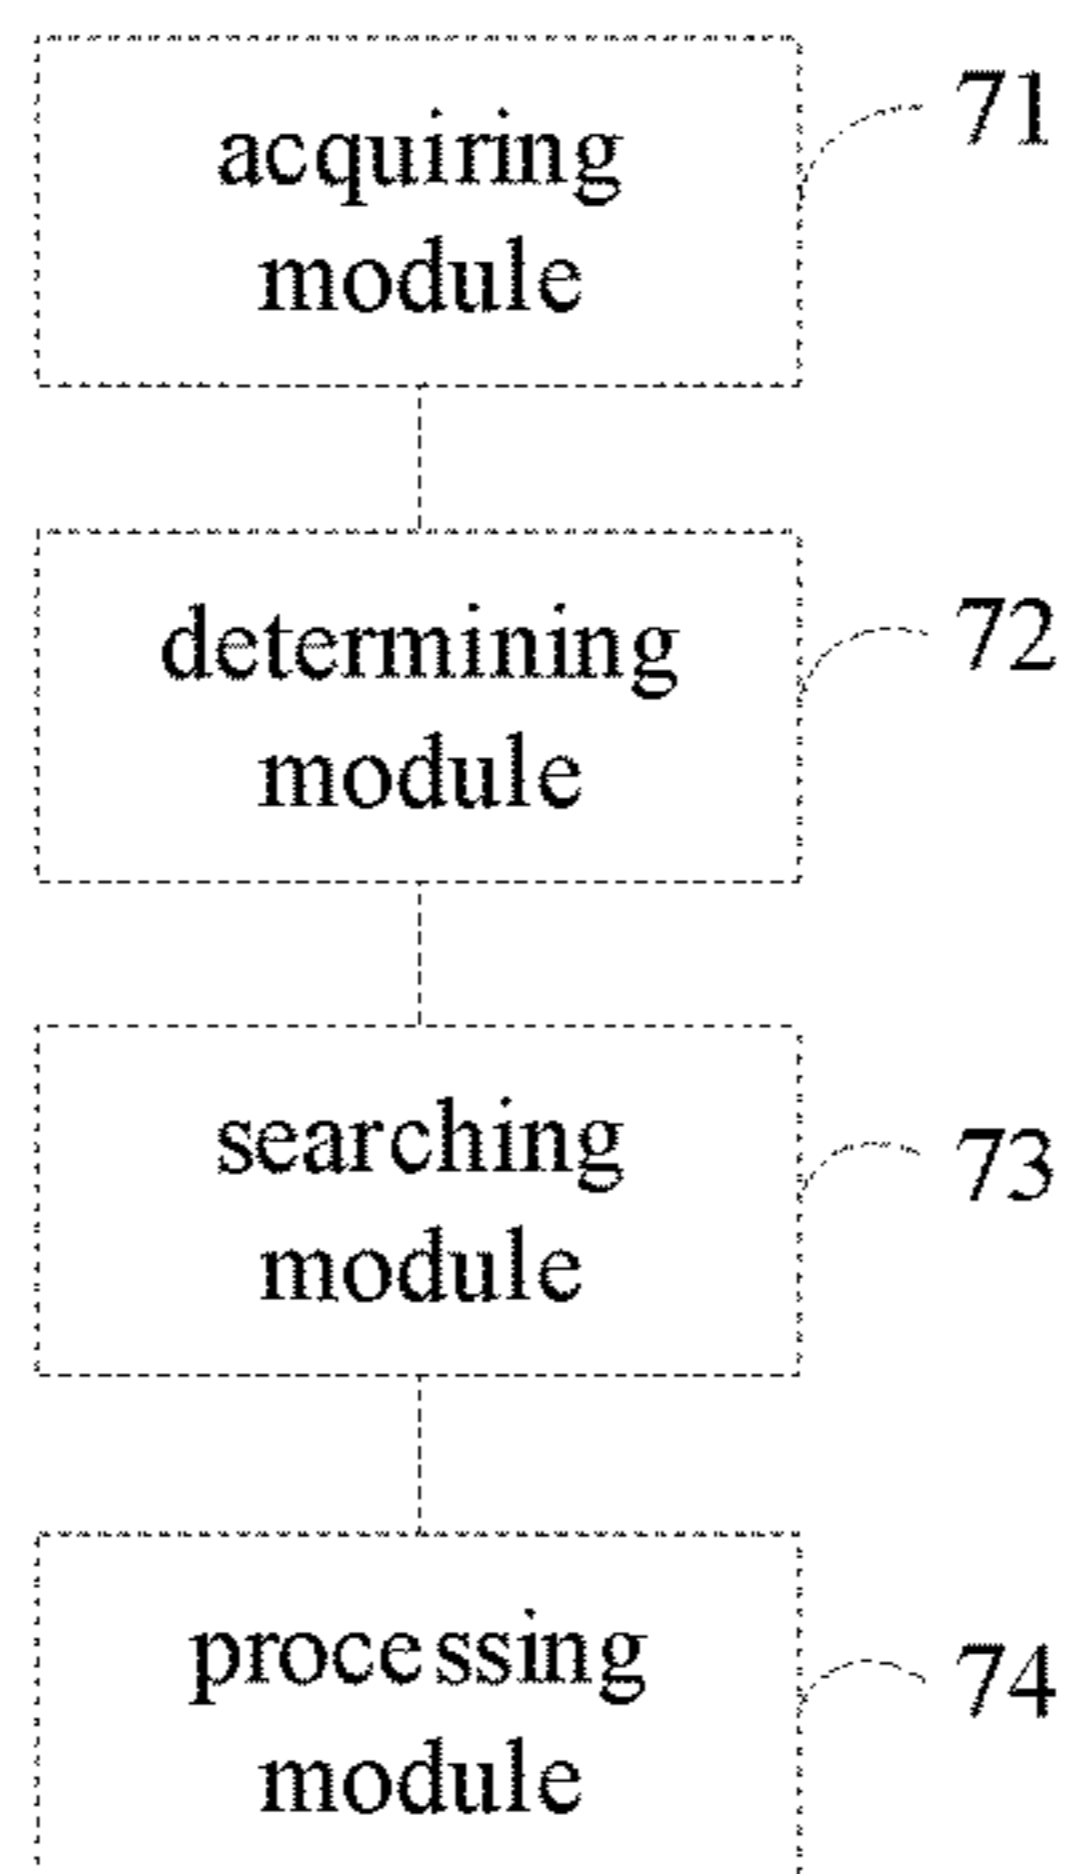 acquiring
module
71
determining
module
72
searching
module
73
processing
module
74